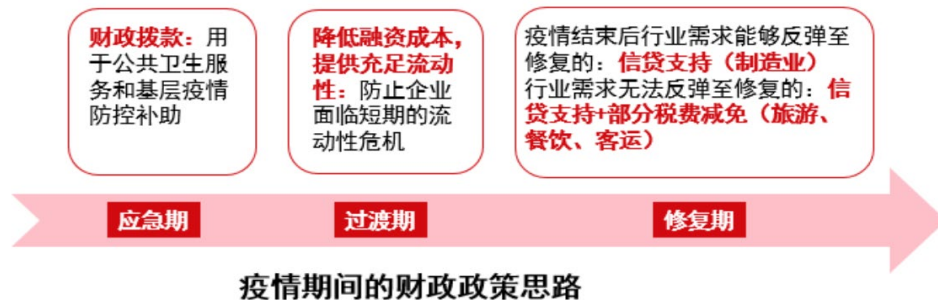 财政拨款：用
于公共卫生服
务和基层疫情
防控补助
降低融资成本，
提供充足流动
性：防止企业
面临短期的流
动性危机
疫情结束后行业需求能够反弹至
修复的：信贷支持（制造业）
行业需求无法反弹至修复的：信
贷支持+部分税费减免（旅游、
餐饮、客运）
应急期
过渡期
修复期
疫情期间的财政政策思路